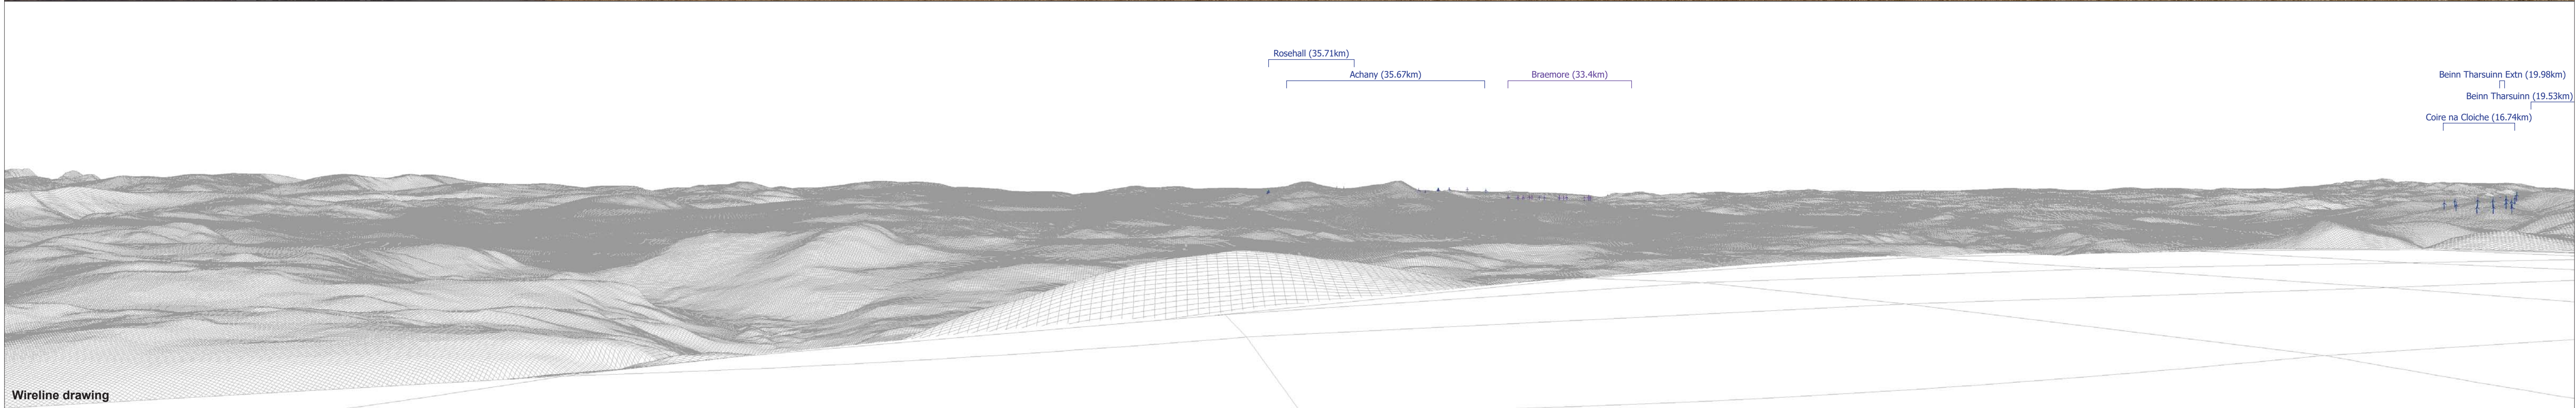 Rosehall (35.71km)
Achany (35.67km)
Braemore (33.4km)
Beinn Tharsuinn Extn (19.98km)
Beinn Tharsuinn (19.53km)
Coire na Cloiche (16.74km)
Wireline drawing